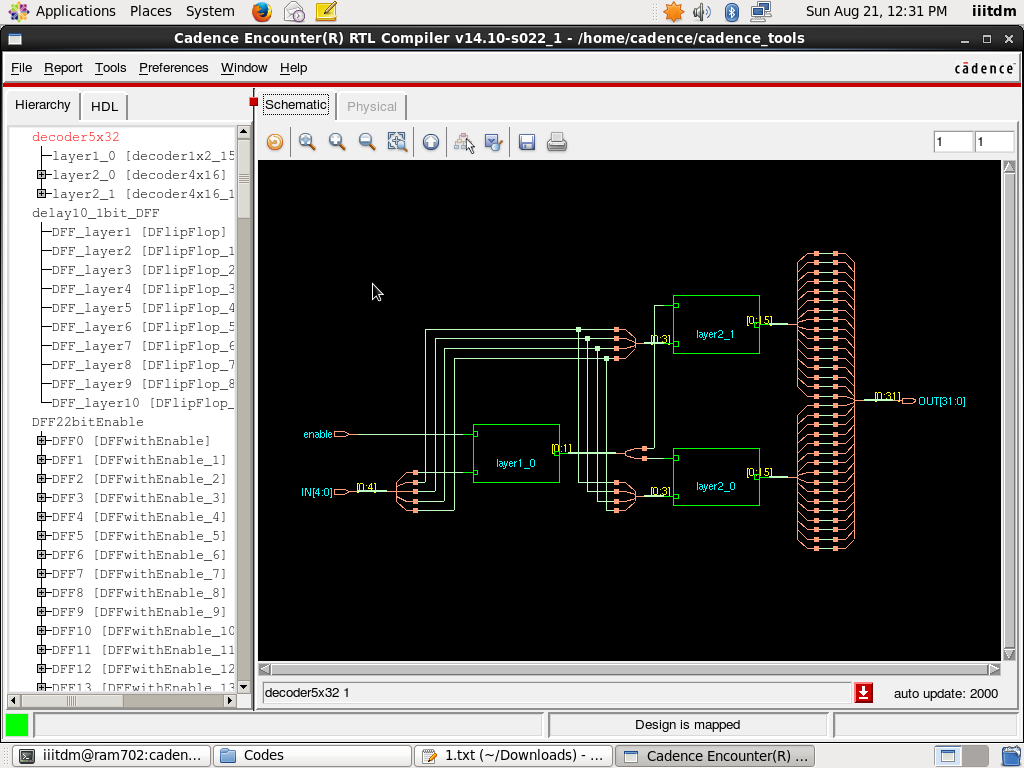 Applications Places System Sun Aug 21, 12:31 PM iiitdm
Cadence Encounter(R) RTL Compiler v14.10-s022_1 - /home/cadence/cadence_tools
File Report Tools Preferences Window Help cādence
Hierarchy HDL Schematic Physical
1 1
decoder5x32
layer1_0 [decoder1x2_15
layer2_0 [decoder4x16]
layer2_1 [decoder4x16_1
delay10_1bit_DFF
DFF_layer1 [DFlipFlop]
DFF_layer2 [DFlipFlop_1
DFF_layer3 [DFlipFlop_2
DFF_layer4 [DFlipFlop_3
DFF_layer5 [DFlipFlop_4
DFF_layer6 [DFlipFlop_5
DFF_layer7 [DFlipFlop_6
DFF_layer8 [DFlipFlop_7
DFF_layer9 [DFlipFlop_8
DFF_layer10 [DFlipFlop_
DFF22bitEnable
DFF0 [DFFwithEnable]
DFF1 [DFFwithEnable_1]
DFF2 [DFFwithEnable_2]
DFF3 [DFFwithEnable_3]
DFF4 [DFFwithEnable_4]
DFF5 [DFFwithEnable_5]
DFF6 [DFFwithEnable_6]
DFF7 [DFFwithEnable_7]
DFF8 [DFFwithEnable_8]
DFF9 [DFFwithEnable_9]
DFF10 [DFFwithEnable_10
DFF11 [DFFwithEnable_11
DFF12 [DFFwithEnable_12
DFF13 [DFFwithEnable_13
[0:15]
layer2_1
[0:3]
[0:31] OUT[31:0]
enable
[0:1]
layer1_0
[0:15]
layer2_0
IN[4:0] [0:4] [0:3]
decoder5x32 1 auto update: 2000
Design is mapped
iiitdm@ram702:caden... Codes 1.txt (~/Downloads) - ... Cadence Encounter(R) ...